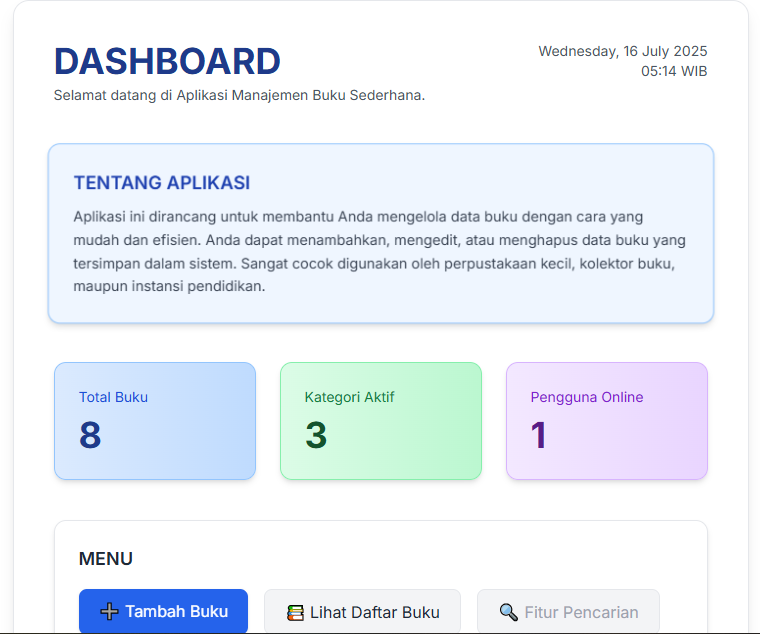 DASHBOARD
Wednesday, 16 July 2025
05:14 WIB
Selamat datang di Aplikasi Manajemen Buku Sederhana.
TENTANG APLIKASI
Aplikasi ini dirancang untuk membantu Anda mengelola data buku dengan cara yang
mudah dan efisien. Anda dapat menambahkan, mengedit, atau menghapus data buku yang
tersimpan dalam sistem. Sangat cocok digunakan oleh perpustakaan kecil, kolektor buku,
maupun instansi pendidikan.
Total Buku
8
Kategori Aktif
3
Pengguna Online
1
MENU
➕ Tambah Buku
📚 Lihat Daftar Buku
🔍 Fitur Pencarian